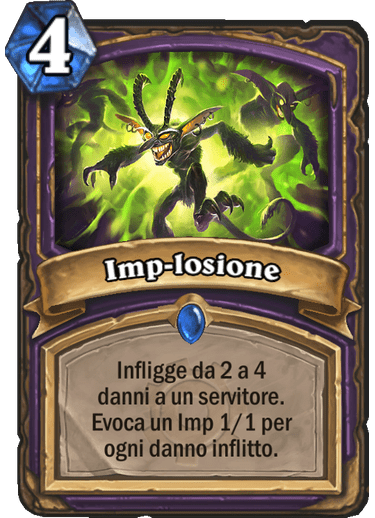 4
Imp-losione
Infligge da 2 a 4
danni a un servitore.
Evoca un Imp 1/1 per
ogni danno inflitto.